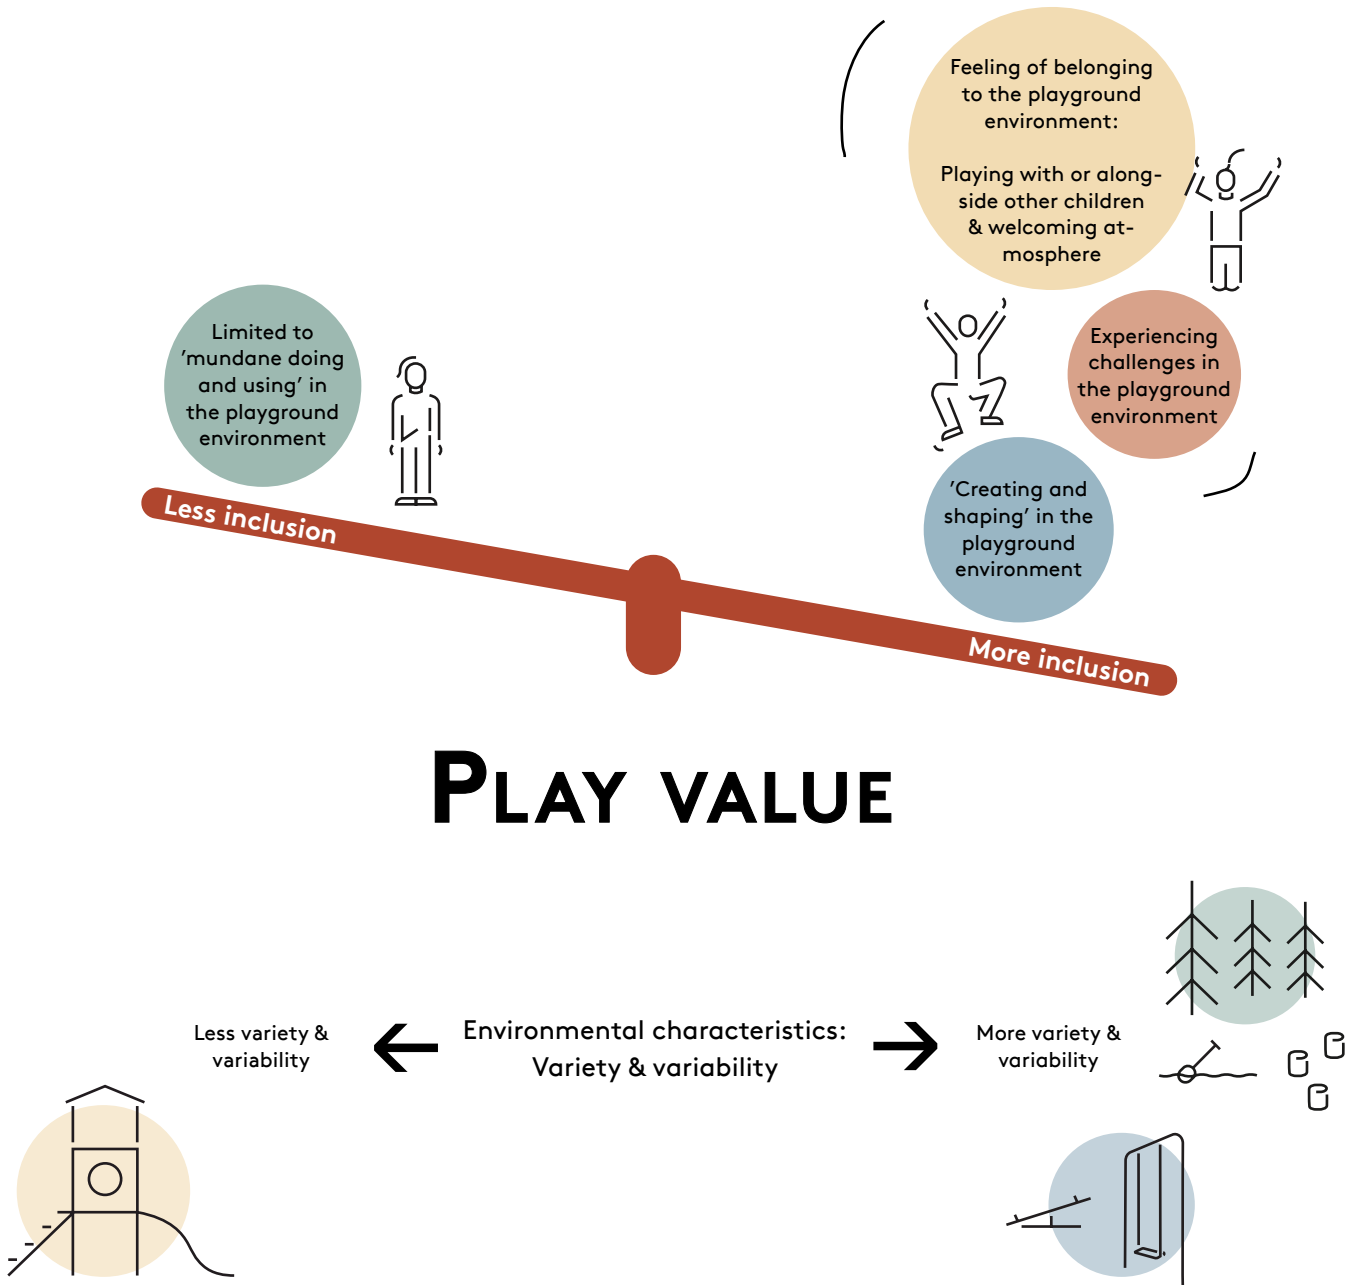 Feeling of belonging
to the playground
environment:
Playing with or along-
side other children
& welcoming at-
mosphere
Limited to
’mundane doing
and using’ in
the playground
environment
Experiencing
challenges in
the playground
environment
’Creating and
shaping’ in the
playground
environment
Less inclusion
More inclusion
PLAY VALUE
Less variety &
variability
Environmental characteristics:
Variety & variability
More variety &
variability